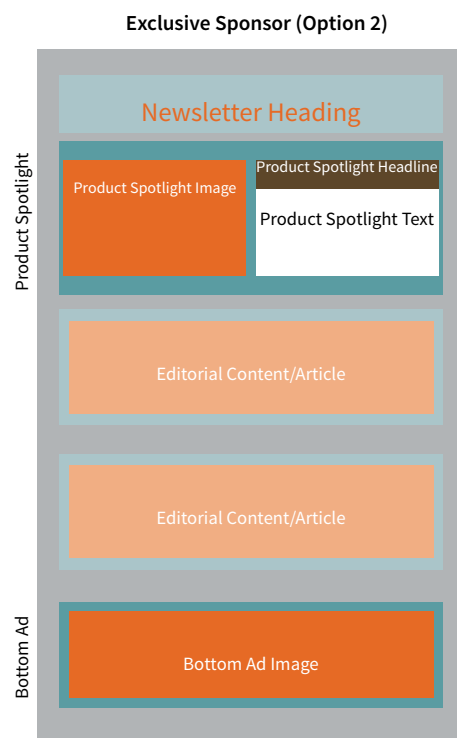 Exclusive Sponsor (Option 2)
Newsletter Heading
Product Spotlight
Product Spotlight Image
Product Spotlight Headline
Product Spotlight Text
Editorial Content/Article
Editorial Content/Article
Bottom Ad
Bottom Ad Image